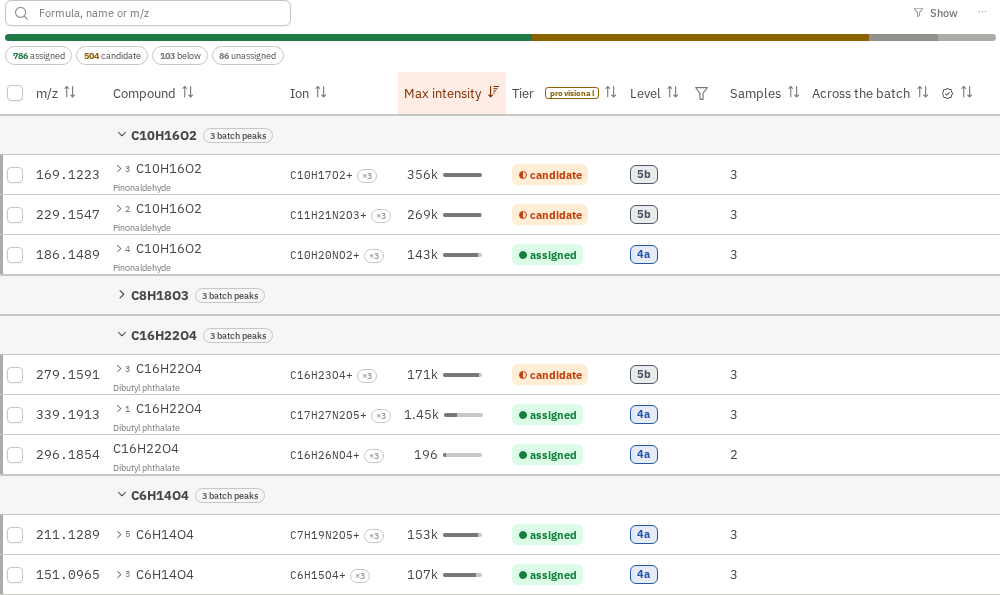 Formula, name or m/z
Show ...
786 assigned 504 candidate 103 below 86 unassigned
m/z Compound Ion Max intensity Tier provisional Level Samples Across the batch
C10H16O2 3 batch peaks
169.1223 3 C10H16O2 C10H17O2+ ×3 356k candidate 5b 3
Pinonaldehyde
229.1547 2 C10H16O2 C11H21N2O3+ ×3 269k candidate 5b 3
Pinonaldehyde
186.1489 4 C10H16O2 C10H20NO2+ ×3 143k assigned 4a 3
Pinonaldehyde
C8H18O3 3 batch peaks
C16H22O4 3 batch peaks
279.1591 3 C16H22O4 C16H23O4+ ×3 171k candidate 5b 3
Dibutyl phthalate
339.1913 1 C16H22O4 C17H27N2O5+ ×3 1.45k assigned 4a 3
Dibutyl phthalate
296.1854 C16H22O4 C16H26NO4+ ×3 196 assigned 4a 2
Dibutyl phthalate
C6H14O4 3 batch peaks
211.1289 5 C6H14O4 C7H19N2O5+ ×3 153k assigned 4a 3
151.0965 3 C6H14O4 C6H15O4+ ×3 107k assigned 4a 3